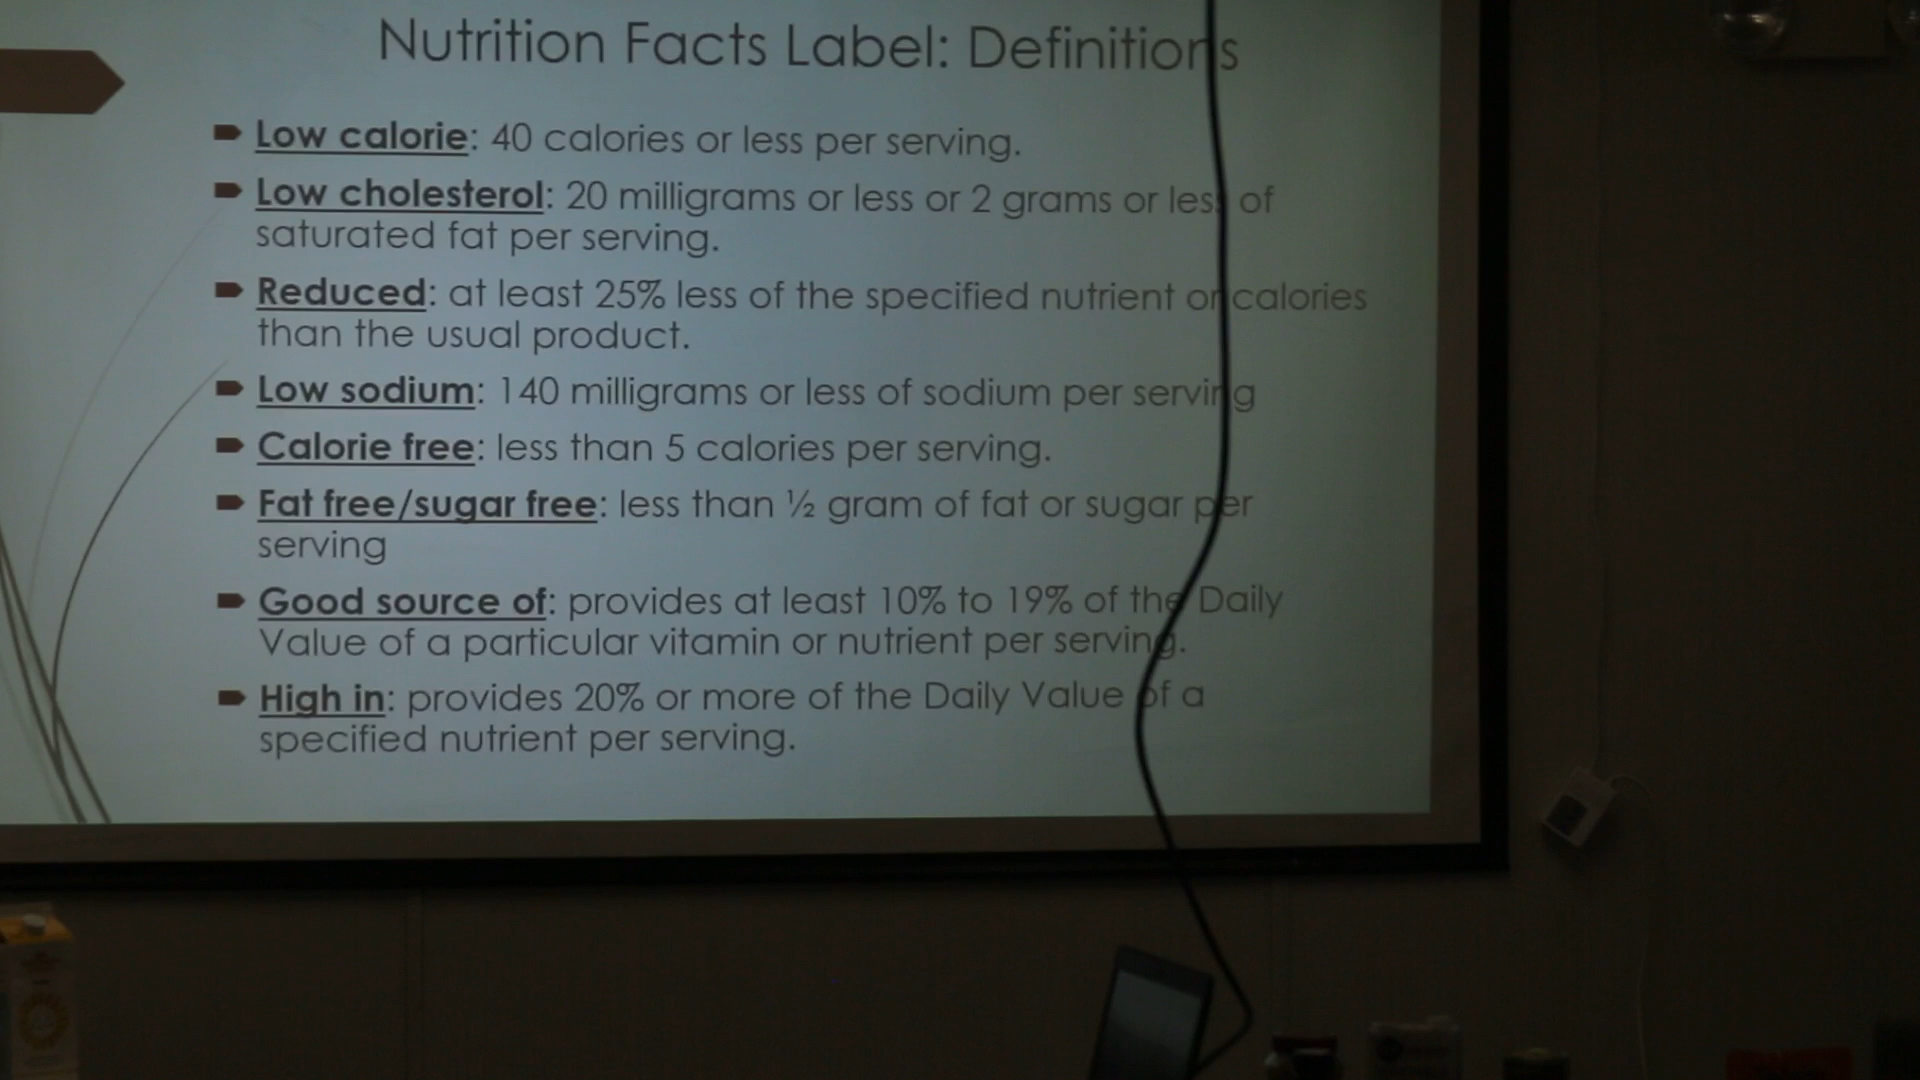 Nutrition Facts Label: Definitions
Low calorie: 40 calories or less per serving.
Low cholesterol: 20 milligrams or less or 2 grams or less of
saturated fat per serving.
Reduced: at least 25% less of the specified nutrient or calories
than the usual product.
Low sodium: 140 milligrams or less of sodium per serving
Calorie free: less than 5 calories per serving.
Fat free/sugar free: less than ½ gram of fat or sugar per
serving
Good source of: provides at least 10% to 19% of the Daily
Value of a particular vitamin or nutrient per serving.
High in: provides 20% or more of the Daily Value of a
specified nutrient per serving.